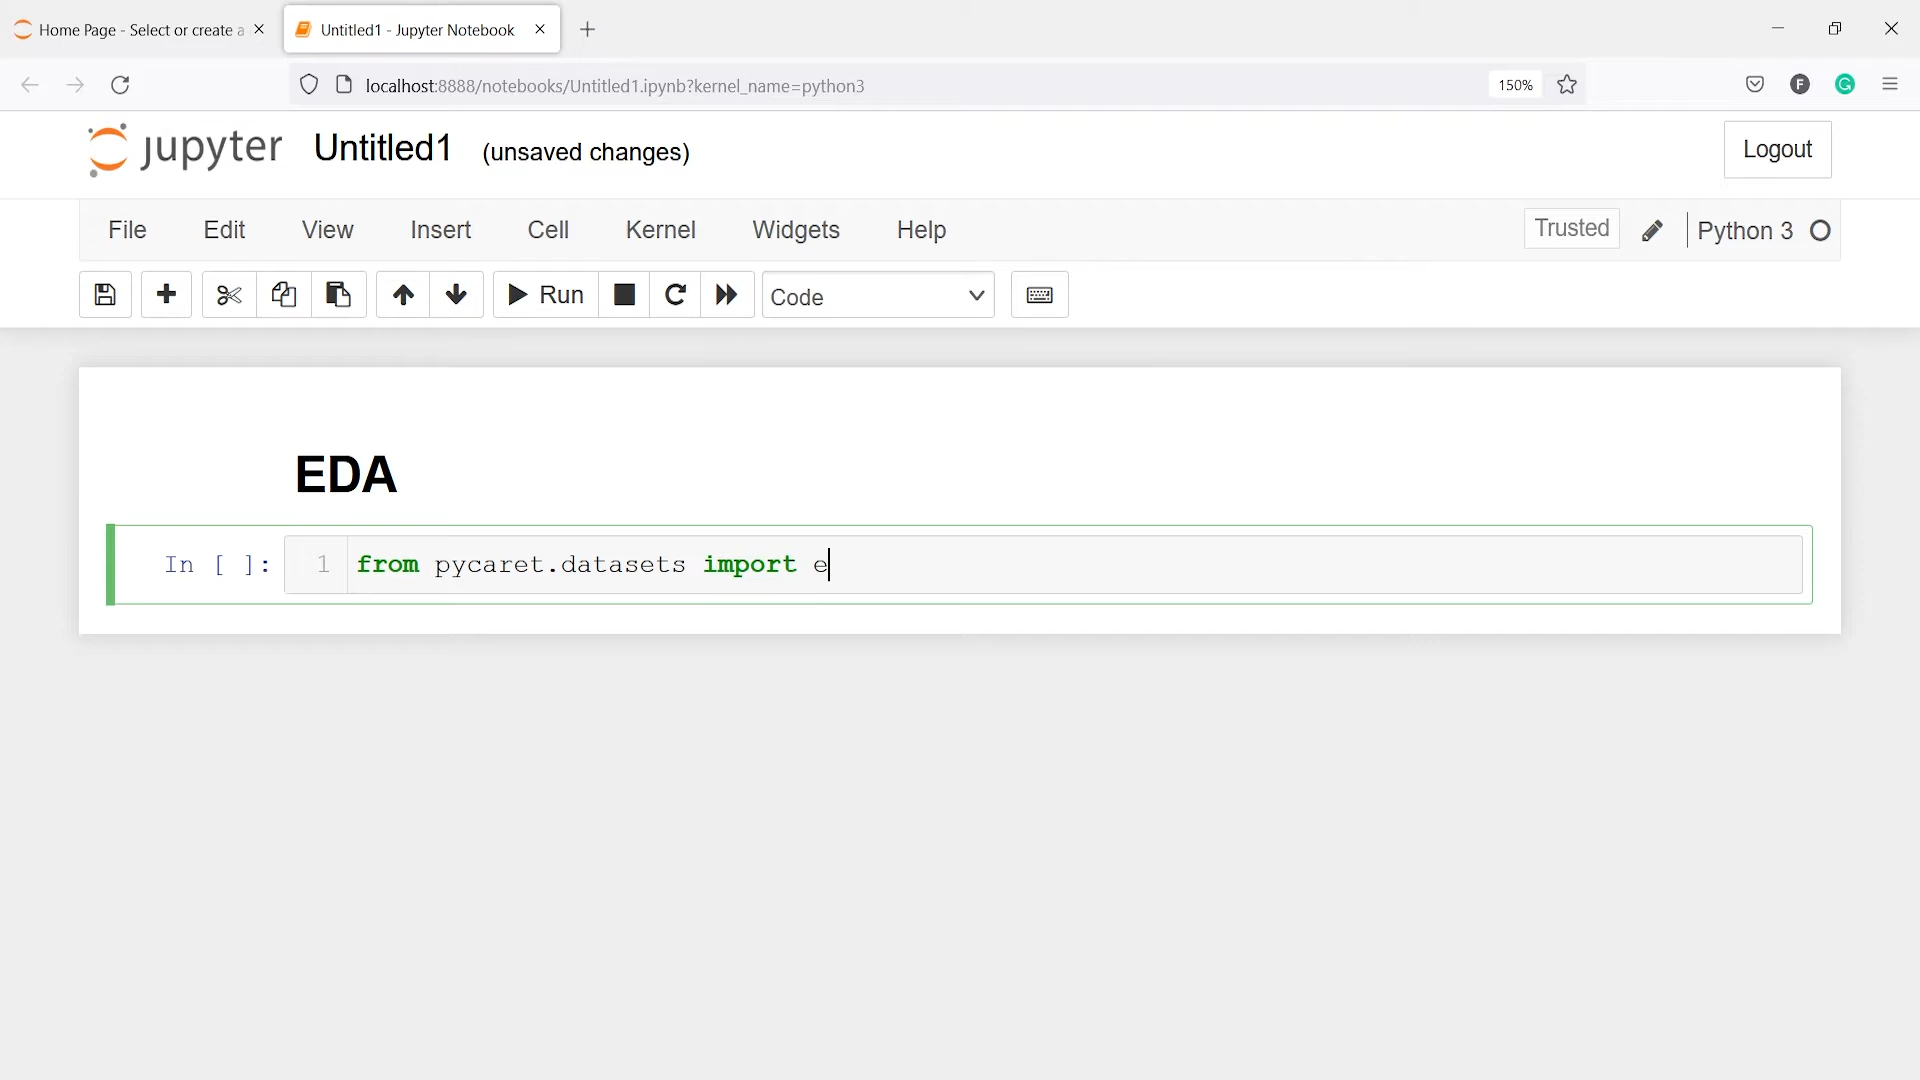 Home Page - Select or create a
Untitled1 - Jupyter Notebook
localhost:8888/notebooks/Untitled1.ipynb?kernel_name=python3
150%
F
G
jupyter Untitled1 (unsaved changes)
Logout
File Edit View Insert Cell Kernel Widgets Help
Trusted
Python 3
Run
Code
EDA
In [ ]: 1 from pycaret.datasets import e